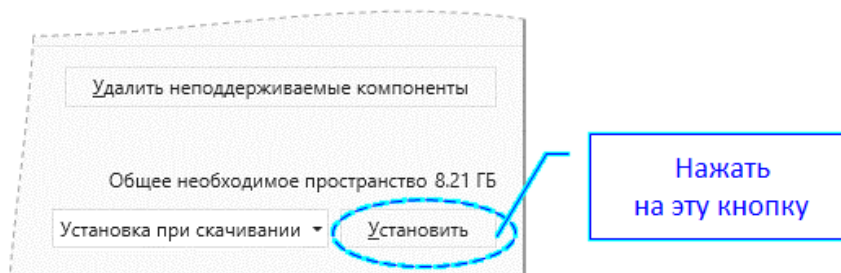 Удалить неподдерживаемые компоненты
Общее необходимое пространство 8.21 ГБ
Установка при скачивании
Установить
Нажать
на эту кнопку